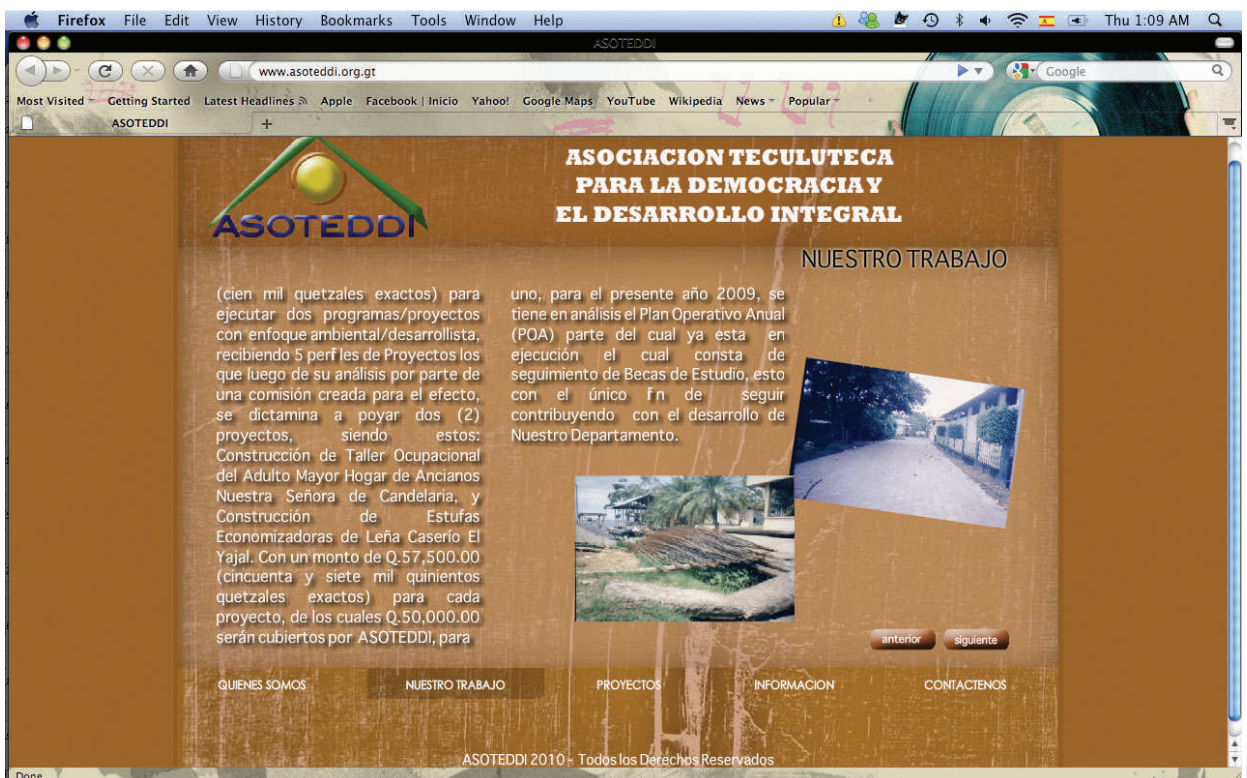 Firefox File Edit View History Bookmarks Tools Window Help Thu 1:09 AM
ASOTEDDI
www.asoteddi.org.gt Google
Most Visited Getting Started Latest Headlines Apple Facebook | Inicio Yahoo! Google Maps YouTube Wikipedia News Popular
ASOTEDDI +
ASOTEDDI
ASOCIACION TECULUTECA
PARA LA DEMOCRACIA Y
EL DESARROLLO INTEGRAL
NUESTRO TRABAJO
(cien mil quetzales exactos) para
ejecutar dos programas/proyectos
con enfoque ambiental/desarrollista,
recibiendo 5 perfiles de Proyectos los
que luego de su análisis por parte de
una comisión creada para el efecto,
se dictamina a poyar dos (2)
proyectos, siendo estos:
Construcción de Taller Ocupacional
del Adulto Mayor Hogar de Ancianos
Nuestra Señora de Candelaria, y
Construcción de Estufas
Economizadoras de Leña Caserio El
Yajal. Con un monto de Q.57,500.00
(cincuenta y siete mil quinientos
quetzales exactos) para cada
proyecto, de los cuales Q.50,000.00
serán cubiertos por ASOTEDDI, para
uno, para el presente año 2009, se
tiene en análisis el Plan Operativo Anual
(POA) parte del cual ya esta en
ejecución el cual consta de
seguimiento de Becas de Estudio, esto
con el único fin de seguir
contribuyendo con el desarrollo de
Nuestro Departamento.
anterior siguiente
QUIENES SOMOS NUESTRO TRABAJO PROYECTOS INFORMACION CONTACTENOS
ASOTEDDI 2010 - Todos los Derechos Reservados
Done